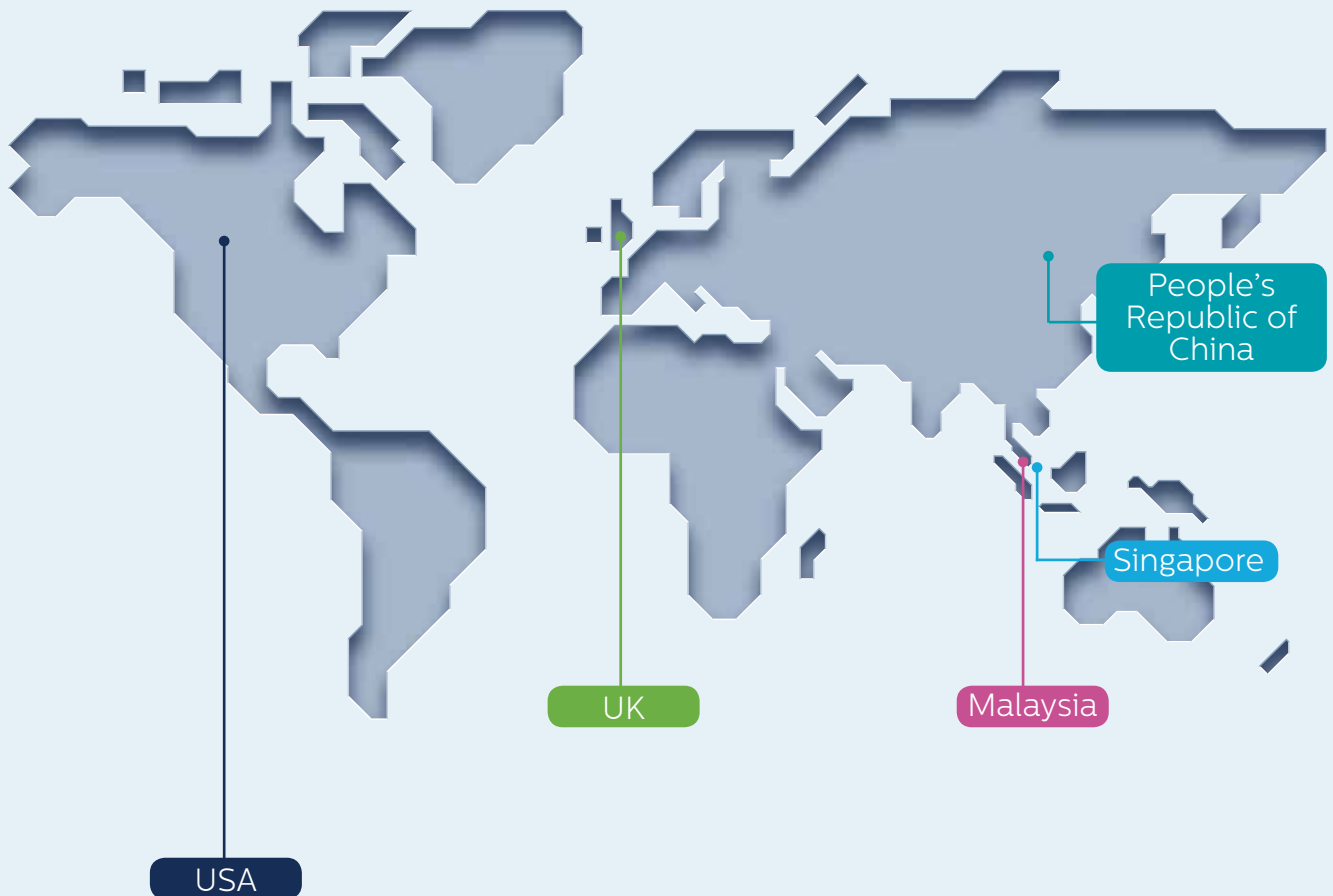 People’s
Republic of
China
Singapore
UK
Malaysia
USA